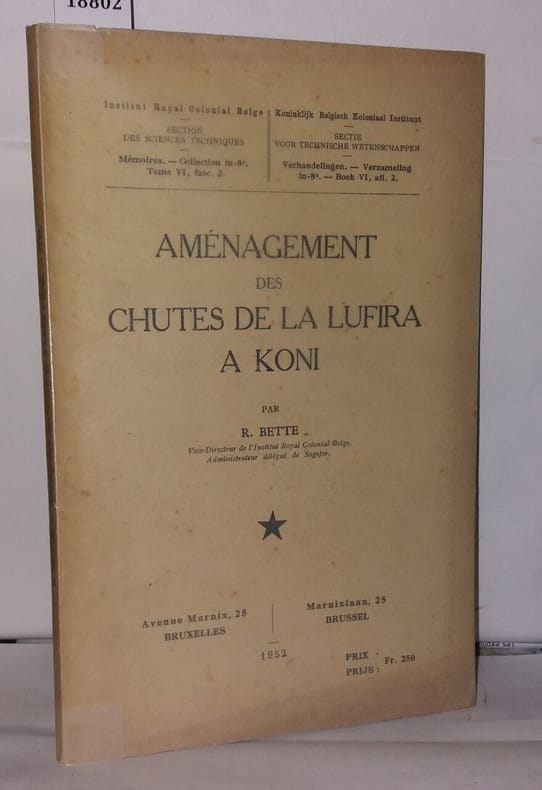 18802
Institut Royal Colonial Belge
SECTION
DES SCIENCES TECHNIQUES
Mémoires. — Collection in-8º.
Tome VI, fasc. 2.
Koninklijk Belgisch Koloniaal Instituut
SECTIE
VOOR TECHNISCHE WETENSCHAPPEN
Verhandelingen. — Verzameling
in-8º. — Boek VI, afl. 2.
AMÉNAGEMENT
DES
CHUTES DE LA LUFIRA
A KONI
PAR
R. BETTE
Vice-Directeur de l'Institut Royal Colonial Belge,
Administrateur délégué de Sogefor.
Avenue Marnix, 25
BRUXELLES
Marnixlaan, 25
BRUSSEL
1952
PRIX :
PRIJS :
Fr. 250